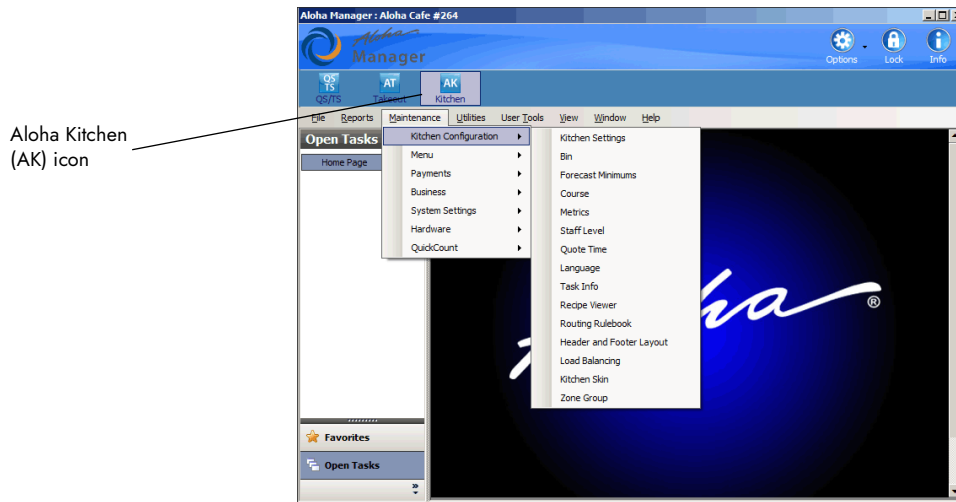 Aloha Manager : Aloha Cafe #264
Aloha
Manager
Options
Lock
Info
QS
TS
AT
AK
QS/TS
Takeout
Kitchen
File Reports Maintenance Utilities User Tools View Window Help
Aloha Kitchen
(AK) icon
Open Tasks
Home Page
Kitchen Configuration
Menu
Payments
Business
System Settings
Hardware
QuickCount
Kitchen Settings
Bin
Forecast Minimums
Course
Metrics
Staff Level
Quote Time
Language
Task Info
Recipe Viewer
Routing Rulebook
Header and Footer Layout
Load Balancing
Kitchen Skin
Zone Group
®
Favorites
Open Tasks